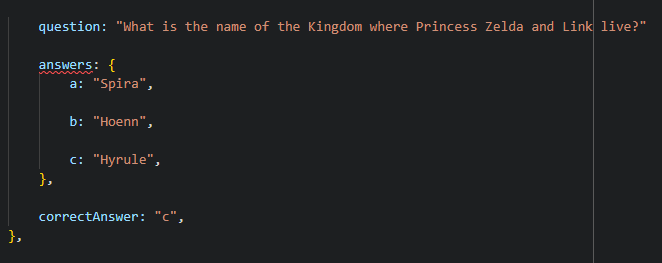 question: "What is the name of the Kingdom where Princess Zelda and Link live?"
answers: {
a: "Spira",
b: "Hoenn",
c: "Hyrule",
},
correctAnswer: "c",
},